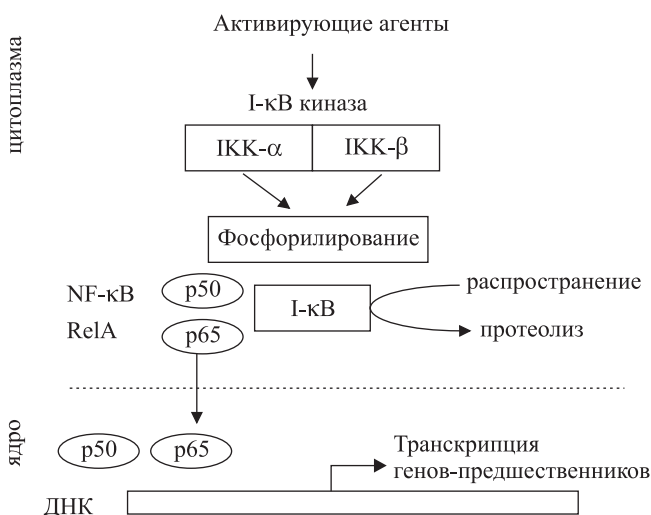 Активирующие агенты
цитоплазма
I-κB киназа
IKK-α IKK-β
Фосфорилирование
NF-κB p50
I-κB
распространение
RelA p65
протеолиз
ядро
p50 p65
Транскрипция
генов-предшественников
ДНК